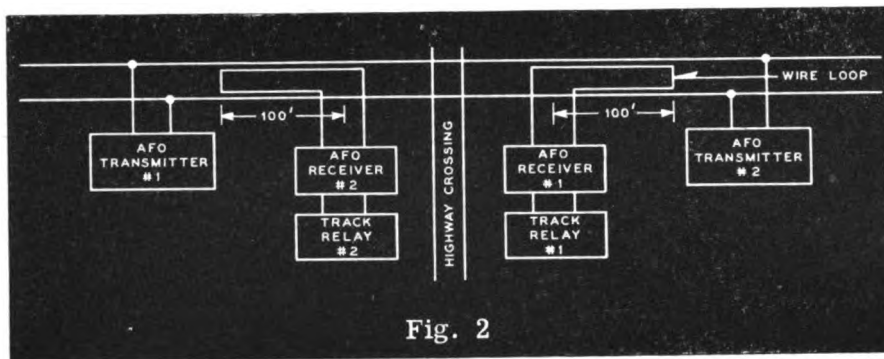 WIRE LOOP
100'
100'
AFO
TRANSMITTER
#1
AFO
RECEIVER
#2
TRACK
RELAY
#2
HIGHWAY CROSSING
AFO
RECEIVER
#1
TRACK
RELAY
#1
AFO
TRANSMITTER
#2
Fig. 2